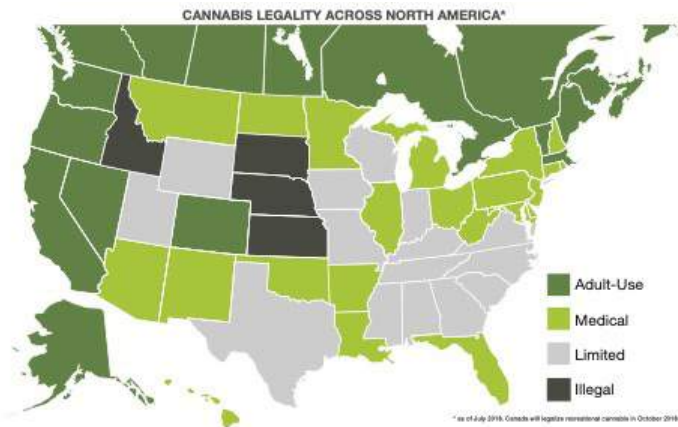 CANNABIS LEGALITY ACROSS NORTH AMERICA*
Adult-Use
Medical
Limited
Illegal
* as of July 2018. Canada will legalize recreational cannabis in October 2018